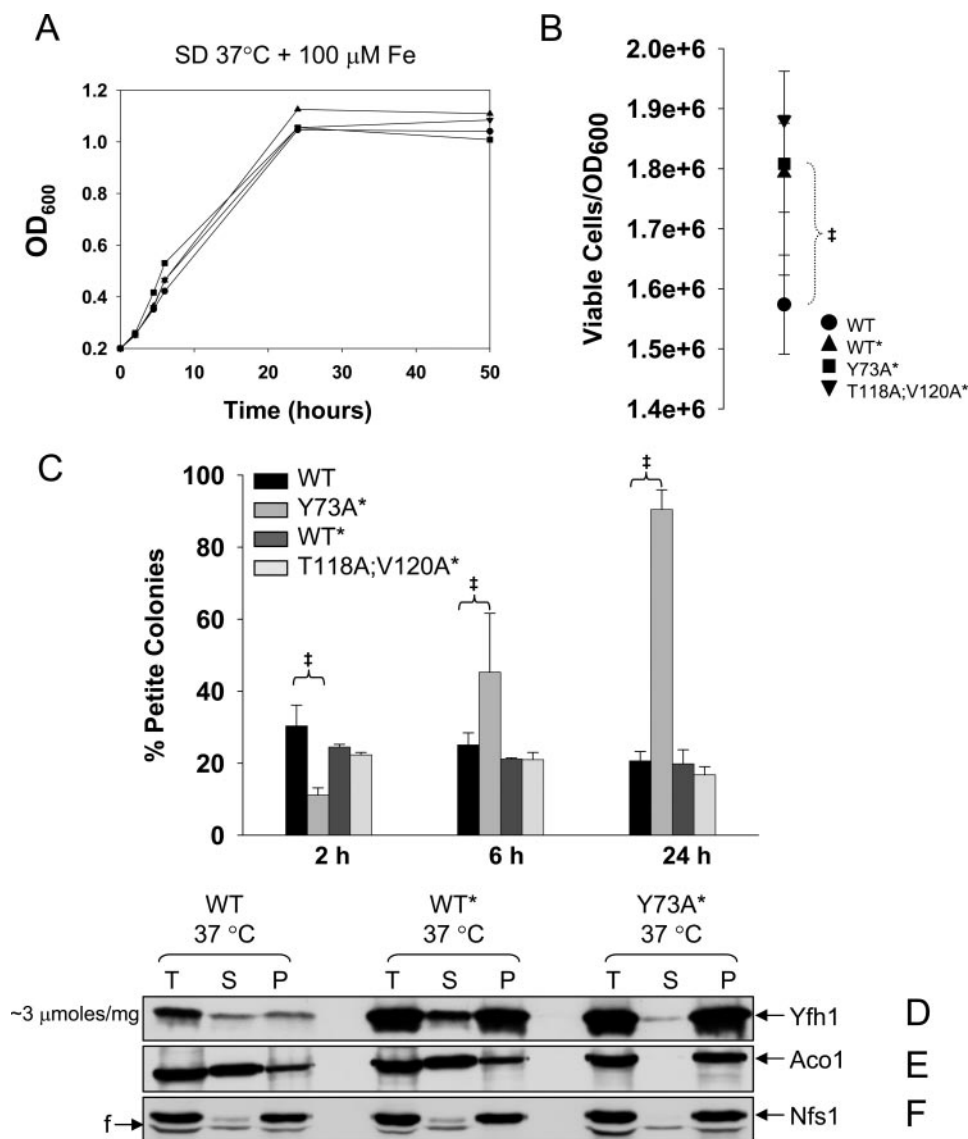 A
SD 37°C + 100 μM Fe
OD600
1.2
1.0
0.8
0.6
0.4
0.2
0 10 20 30 40 50
Time (hours)
B
Viable Cells/OD600
2.0e+6
1.9e+6
1.8e+6
1.7e+6
1.6e+6
1.5e+6
1.4e+6
‡
WT
WT*
Y73A*
T118A;V120A*
C
% Petite Colonies
100
80
60
40
20
0
WT
Y73A*
WT*
T118A;V120A*
‡
‡
‡
2 h 6 h 24 h
WT WT* Y73A*
37 °C 37 °C 37 °C
T S P T S P T S P
~3 μmoles/mg Yfh1 D
Aco1 E
f Nfs1 F